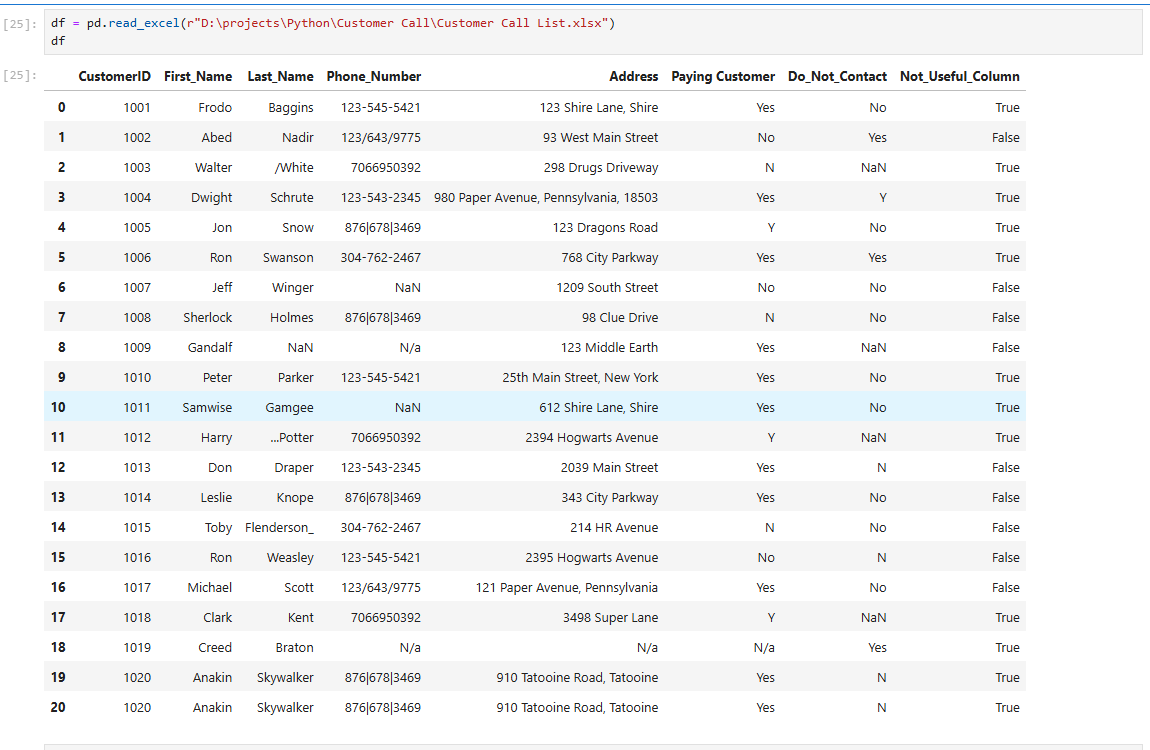 [25]: df = pd.read_excel(r"D:\projects\Python\Customer Call\Customer Call List.xlsx")
df
[25]: CustomerID First_Name Last_Name Phone_Number Address Paying Customer Do_Not_Contact Not_Useful_Column
0 1001 Frodo Baggins 123-545-5421 123 Shire Lane, Shire Yes No True
1 1002 Abed Nadir 123/643/9775 93 West Main Street No Yes False
2 1003 Walter /White 7066950392 298 Drugs Driveway N NaN True
3 1004 Dwight Schrute 123-543-2345 980 Paper Avenue, Pennsylvania, 18503 Yes Y True
4 1005 Jon Snow 876|678|3469 123 Dragons Road Y No True
5 1006 Ron Swanson 304-762-2467 768 City Parkway Yes Yes True
6 1007 Jeff Winger NaN 1209 South Street No No False
7 1008 Sherlock Holmes 876|678|3469 98 Clue Drive N No False
8 1009 Gandalf NaN N/a 123 Middle Earth Yes NaN False
9 1010 Peter Parker 123-545-5421 25th Main Street, New York Yes No True
10 1011 Samwise Gamgee NaN 612 Shire Lane, Shire Yes No True
11 1012 Harry ...Potter 7066950392 2394 Hogwarts Avenue Y NaN True
12 1013 Don Draper 123-543-2345 2039 Main Street Yes N False
13 1014 Leslie Knope 876|678|3469 343 City Parkway Yes No False
14 1015 Toby Flenderson_ 304-762-2467 214 HR Avenue N No False
15 1016 Ron Weasley 123-545-5421 2395 Hogwarts Avenue No N False
16 1017 Michael Scott 123/643/9775 121 Paper Avenue, Pennsylvania Yes No False
17 1018 Clark Kent 7066950392 3498 Super Lane Y NaN True
18 1019 Creed Braton N/a N/a N/a Yes True
19 1020 Anakin Skywalker 876|678|3469 910 Tatooine Road, Tatooine Yes N True
20 1020 Anakin Skywalker 876|678|3469 910 Tatooine Road, Tatooine Yes N True